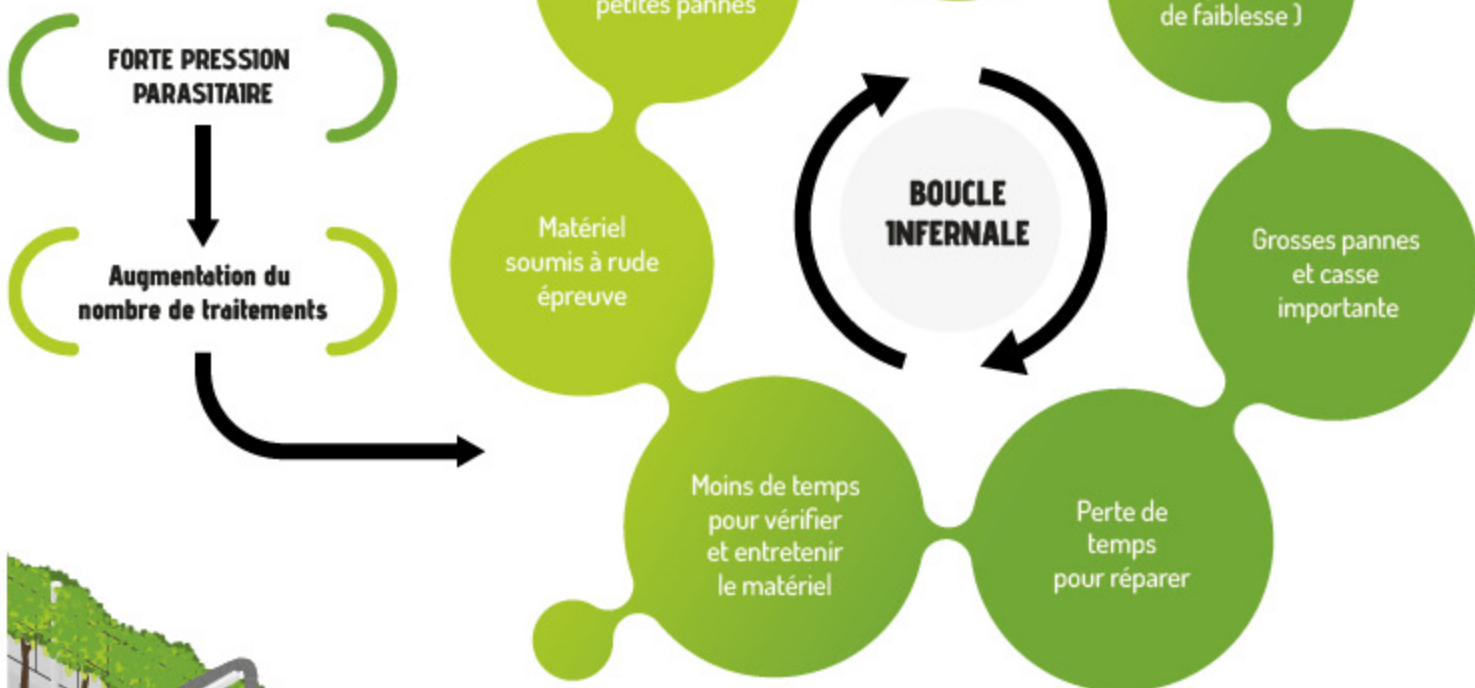 petites pannes
de faiblesse )
FORTE PRESSION
PARASITAIRE
Augmentation du
nombre de traitements
Matériel
soumis à rude
épreuve
BOUCLE
INFERNALE
Grosses pannes
et casse
importante
Moins de temps
pour vérifier
et entretenir
le matériel
Perte de
temps
pour réparer